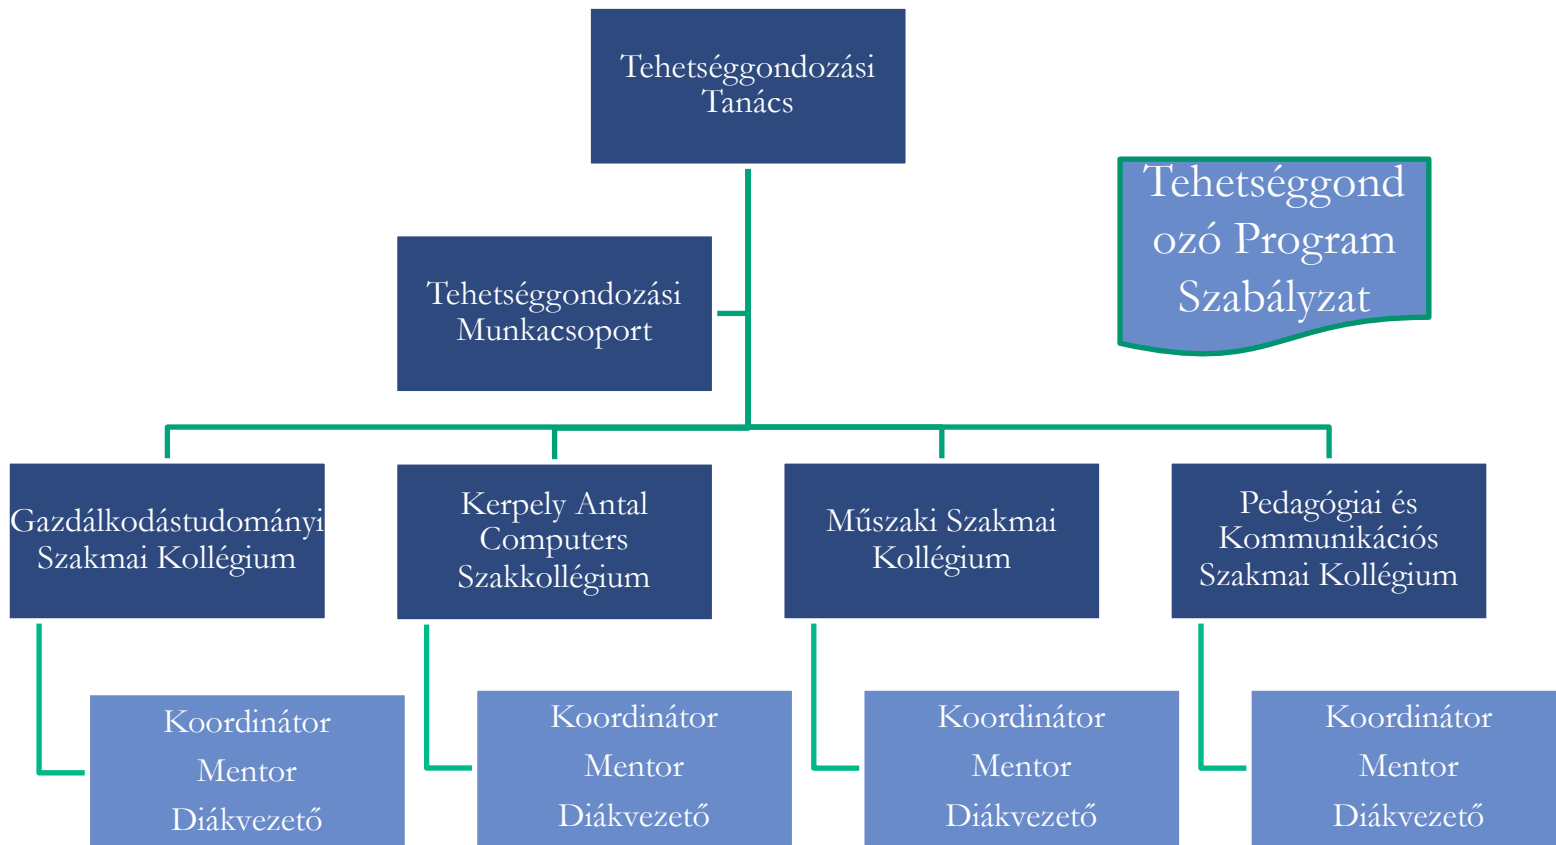 Tehetséggondozási
Tanács
Tehetséggond
ozó Program
Szabályzat
Tehetséggondozási
Munkacsoport
Gazdálkodástudományi
Szakmai Kollégium
Kerpely Antal
Computers
Szakkollégium
Műszaki Szakmai
Kollégium
Pedagógiai és
Kommunikációs
Szakmai Kollégium
Koordinátor
Mentor
Diákvezető
Koordinátor
Mentor
Diákvezető
Koordinátor
Mentor
Diákvezető
Koordinátor
Mentor
Diákvezető